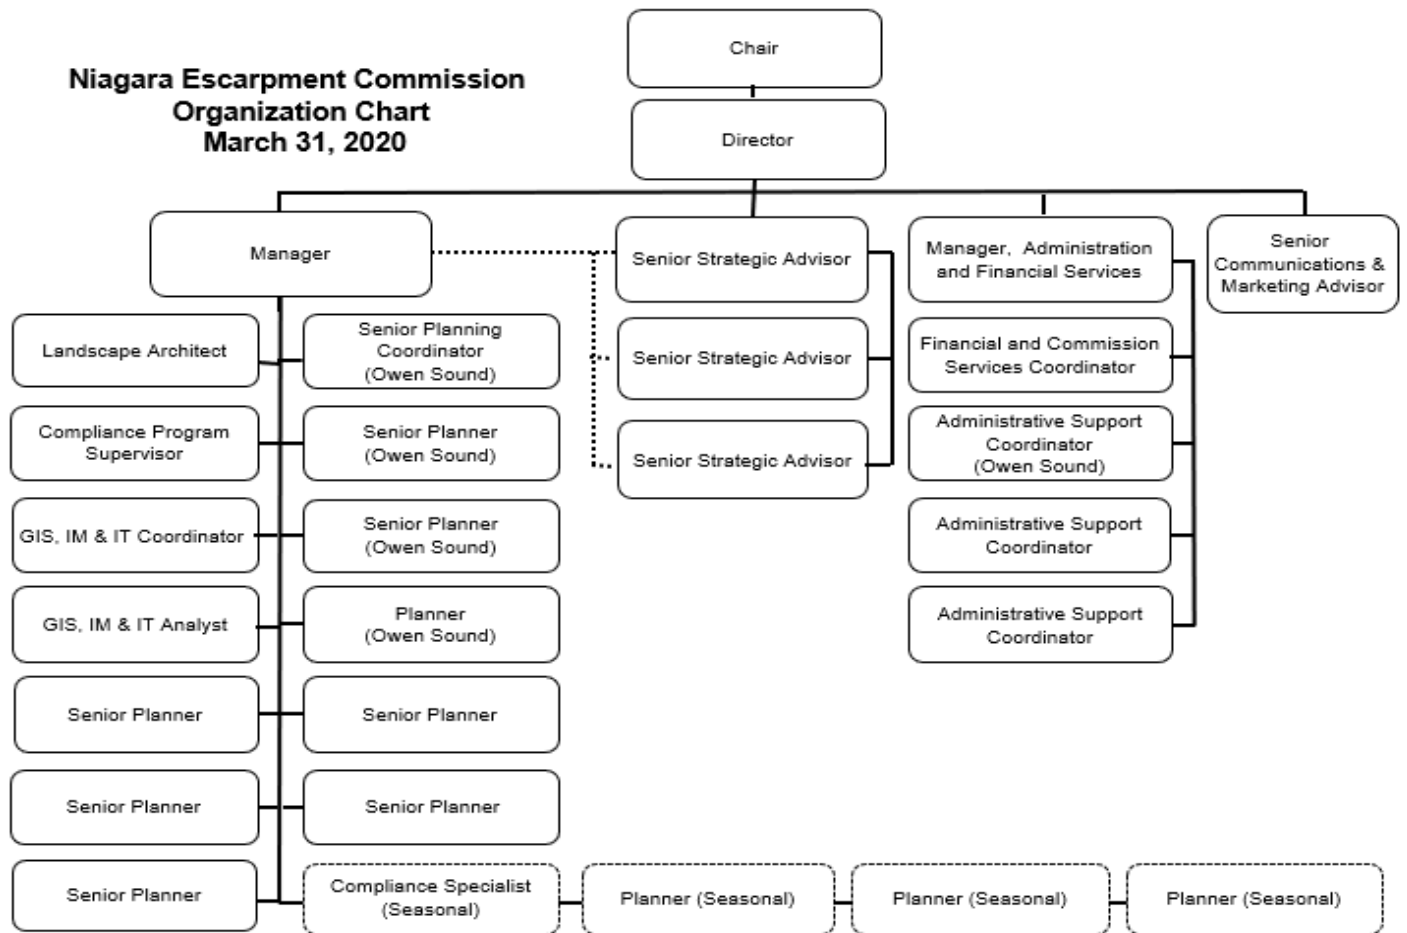 Niagara Escarpment Commission
Organization Chart
March 31, 2020
Chair
Director
Manager
Senior Strategic Advisor
Manager, Administration
and Financial Services
Senior
Communications &
Marketing Advisor
Landscape Architect
Senior Planning
Coordinator
(Owen Sound)
Senior Strategic Advisor
Financial and Commission
Services Coordinator
Compliance Program
Supervisor
Senior Planner
(Owen Sound)
Senior Strategic Advisor
Administrative Support
Coordinator
(Owen Sound)
GIS, IM & IT Coordinator
Senior Planner
(Owen Sound)
Administrative Support
Coordinator
GIS, IM & IT Analyst
Planner
(Owen Sound)
Administrative Support
Coordinator
Senior Planner
Senior Planner
Senior Planner
Senior Planner
Senior Planner
Compliance Specialist
(Seasonal)
Planner (Seasonal)
Planner (Seasonal)
Planner (Seasonal)